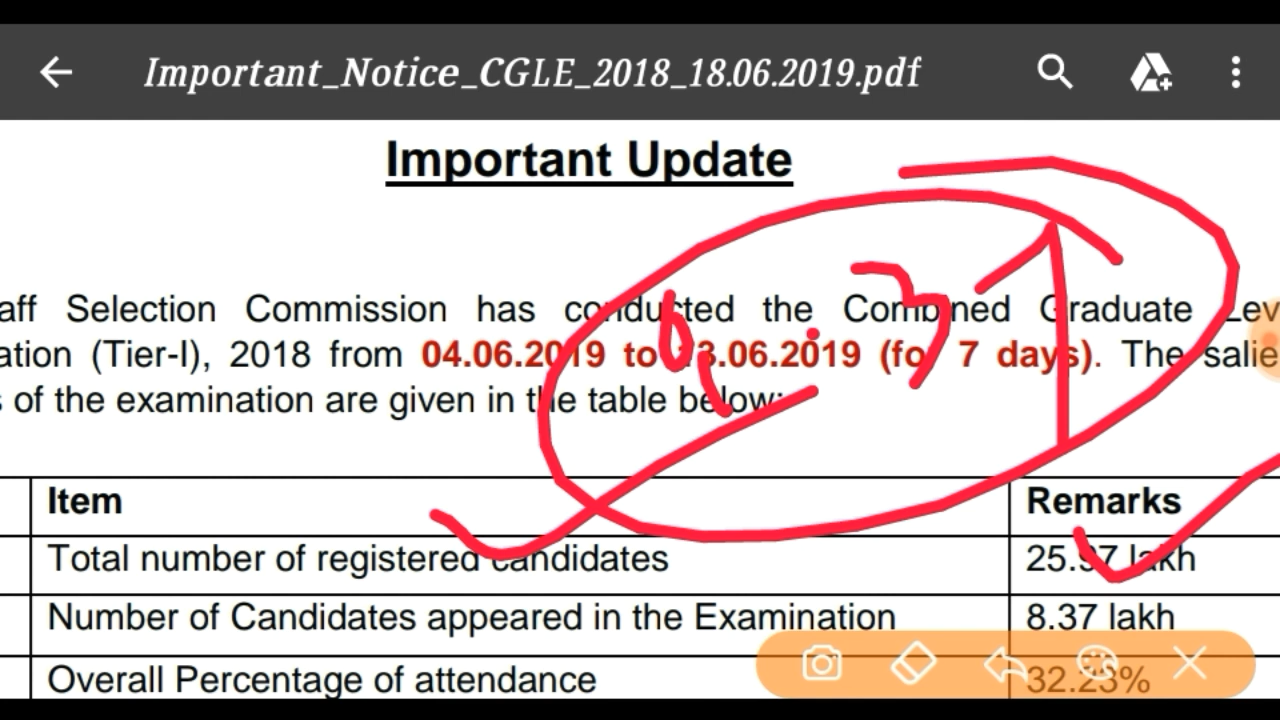 Important_Notice_CGLE_2018_18.06.2019.pdf
Important Update
aff Selection Commission has conducted the Combined Graduate Lev
ation (Tier-I), 2018 from 04.06.2019 to 13.06.2019 (for 7 days). The salie
s of the examination are given in the table below:
Item Remarks
Total number of registered candidates 25.97 lakh
Number of Candidates appeared in the Examination 8.37 lakh
Overall Percentage of attendance 32.23%